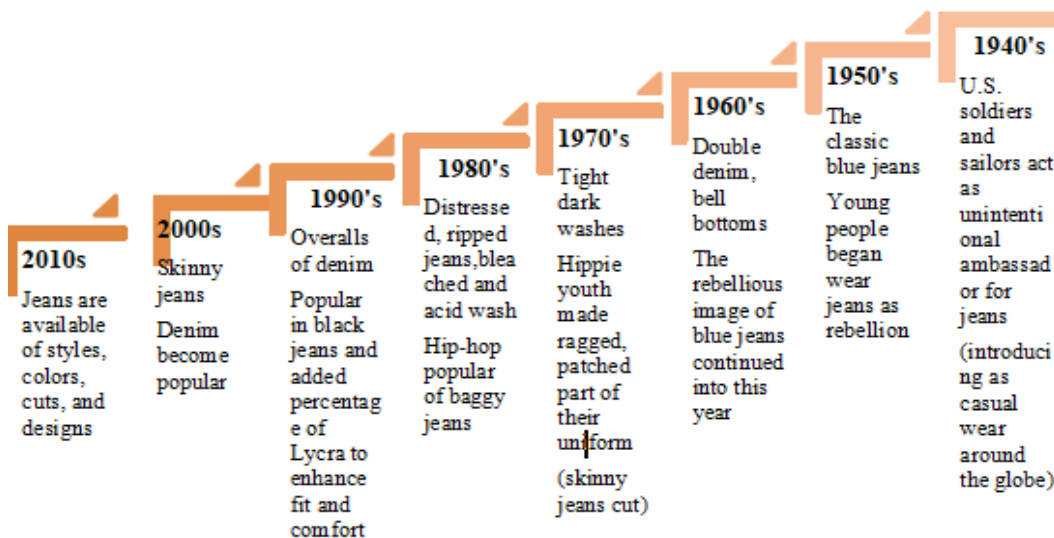 2010s
Jeans are
available
of styles,
colors,
cuts, and
designs
2000s
Skinny
jeans
Denim
become
popular
1990's
Overalls
of denim
Popular
in black
jeans and
added
percentag
e of
Lycra to
enhance
fit and
comfort
1980's
Distresse
d, ripped
jeans,blea
ched and
acid wash
Hip-hop
popular
of baggy
jeans
1970's
Tight
dark
washes
Hippie
youth
made
ragged,
patched
part of
their
uniform
(skinny
jeans cut)
1960's
Double
denim,
bell
bottoms
The
rebellious
image of
blue jeans
continued
into this
year
1950's
The
classic
blue jeans
Young
people
began
wear
jeans as
rebellion
1940's
U.S.
soldiers
and
sailors act
as
unintenti
onal
ambassad
or for
jeans
(introduci
ng as
casual
wear
around
the globe)